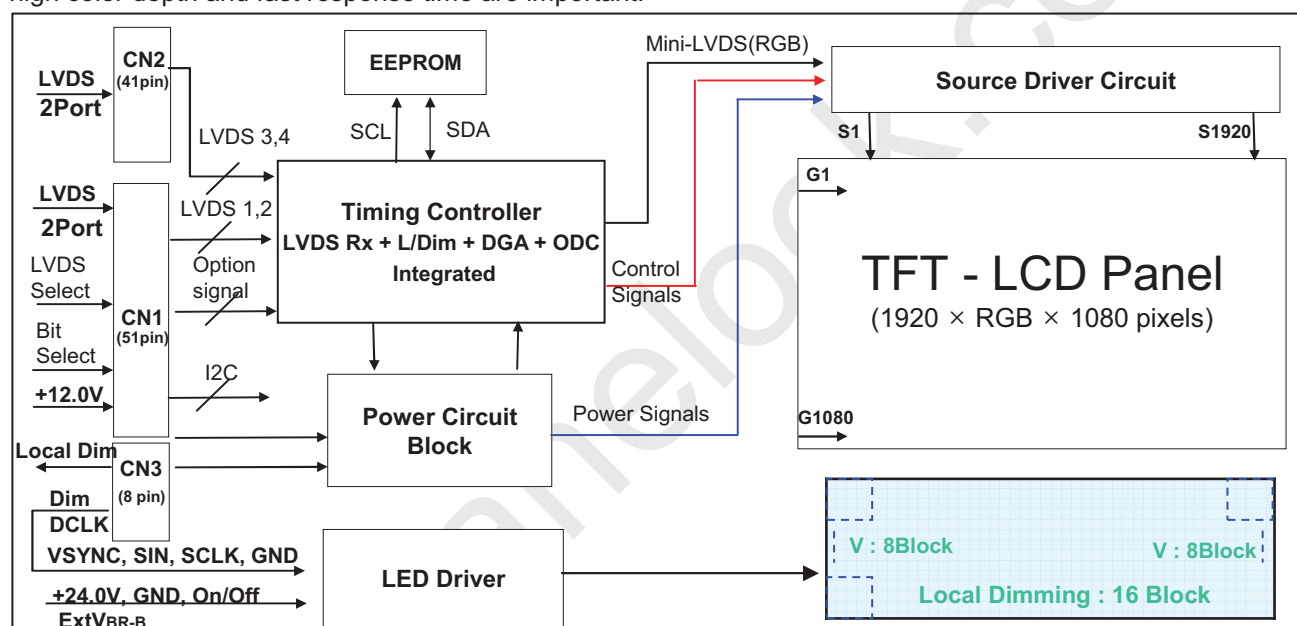 high color depth and fast response time are important.
CN2
(41pin)
LVDS
2Port
EEPROM
SCL
SDA
Mini-LVDS(RGB)
Source Driver Circuit
S1
S1920
LVDS 3,4
CN1
(51pin)
LVDS
2Port
LVDS
Select
Bit
Select
+12.0V
LVDS 1,2
Option
signal
I2C
Timing Controller
LVDS Rx + L/Dim + DGA + ODC
Integrated
Control
Signals
G1
TFT - LCD Panel
(1920 × RGB × 1080 pixels)
G1080
Power Circuit
Block
Power Signals
Local Dim
CN3
(8 pin)
Dim
DCLK
VSYNC, SIN, SCLK, GND
+24.0V, GND, On/Off
ExtVBR-B
LED Driver
V : 8Block
V : 8Block
Local Dimming : 16 Block